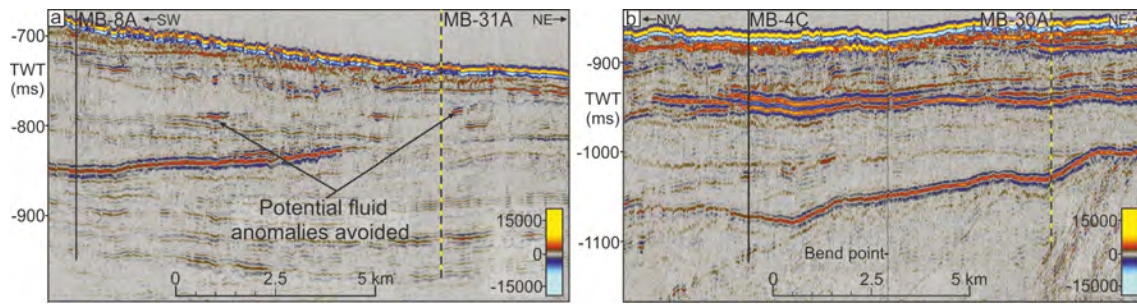 a
MB-8A
←SW
MB-31A
NE→
-700
TWT
(ms)
-800
-900
Potential fluid
anomalies avoided
0
2.5
5 km
15000
0
-15000
b
←NW
MB-4C
MB-30A
NE→
-900
TWT
(ms)
-1000
-1100
Bend point
0
2.5
5 km
15000
0
-15000